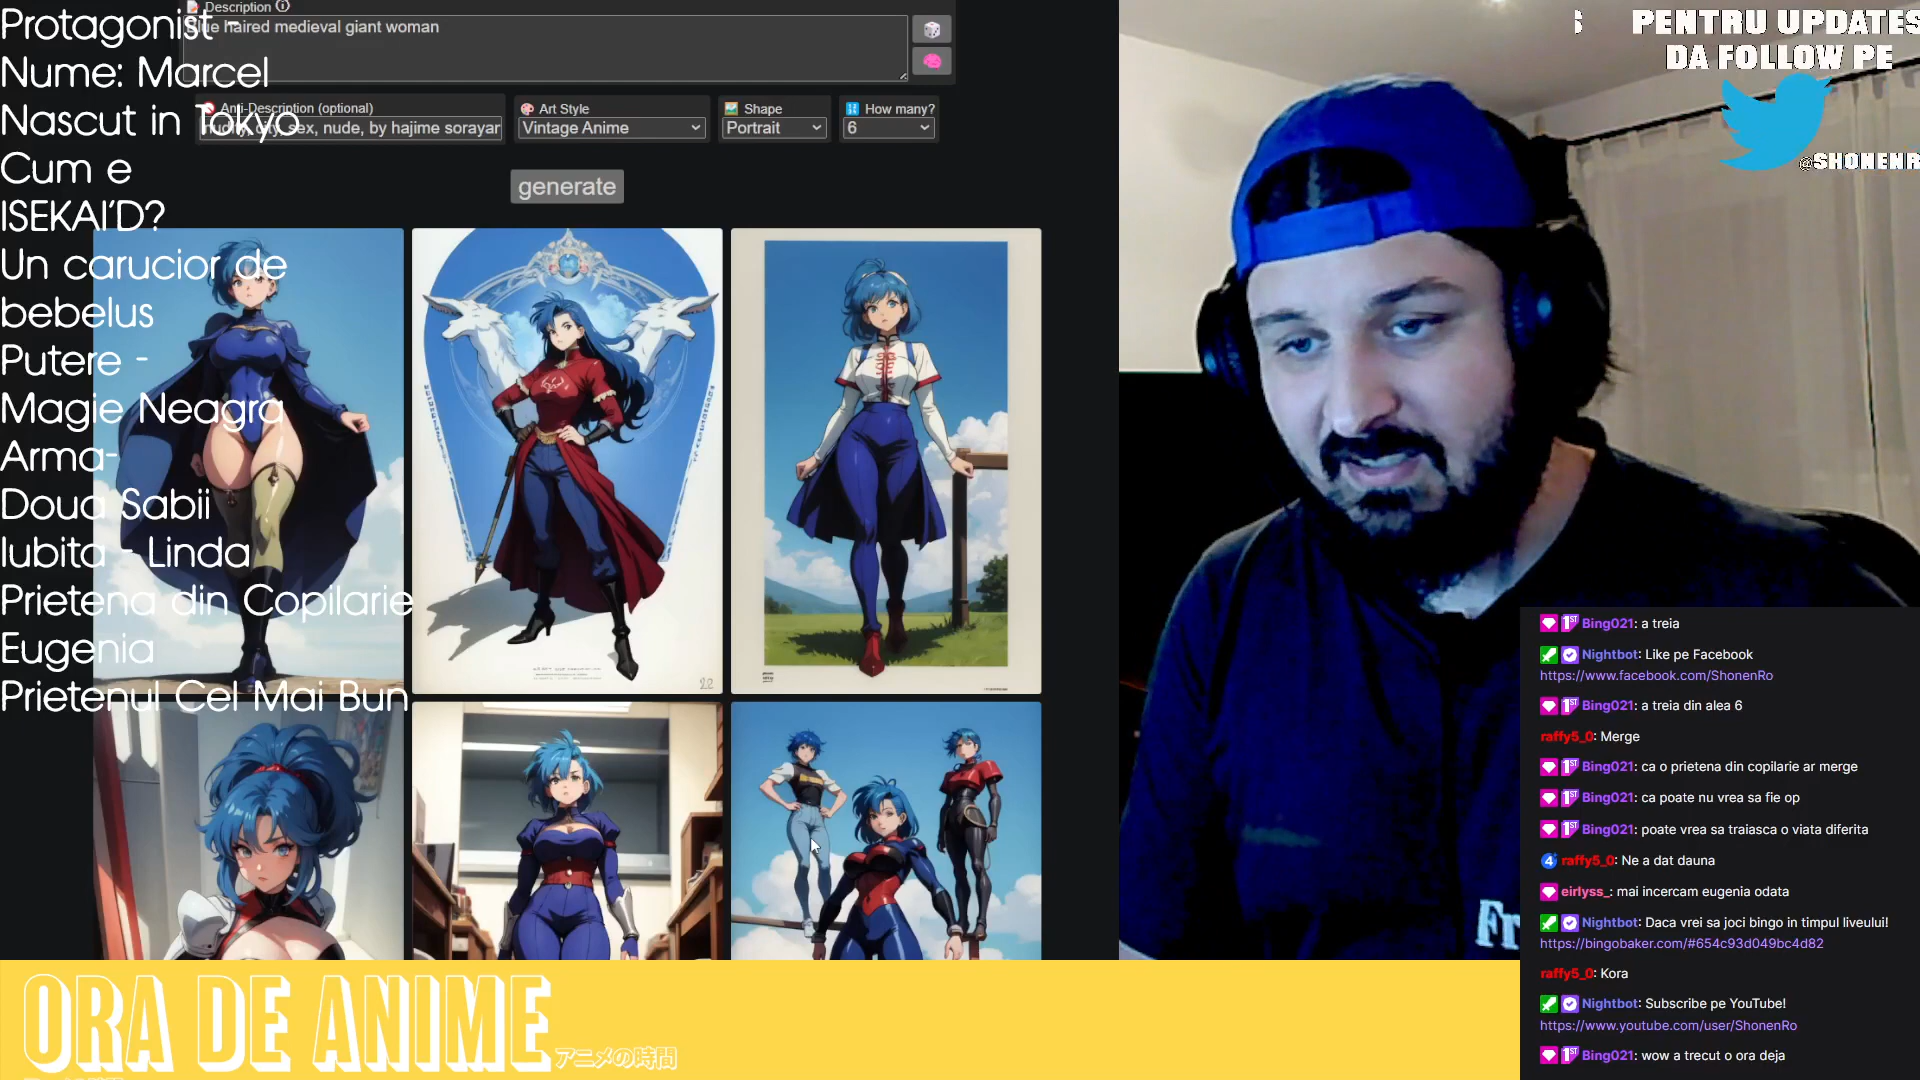 Protagonist -
Nume: Marcel
Nascut in Tokyo
Cum e
ISEKAI'D?
Un carucior de
bebelus
Putere -
Magie Neagra
Arma-
Doua Sabii
Iubita - Linda
Prietena din Copilarie
Eugenia
Prietenul Cel Mai Bun
Description
haired medieval giant woman
Anti-Description (optional)
sex, nude, by hajime sorayar
Art Style
Vintage Anime
Shape
Portrait
How many?
6
generate
22
PENTRU UPDATES
DA FOLLOW PE
@SHONENR
Fr
Bing021: a treia
Nightbot: Like pe Facebook
https://www.facebook.com/ShonenRo
Bing021: a treia din alea 6
raffy5_0: Merge
Bing021: ca o prietena din copilarie ar merge
Bing021: ca poate nu vrea sa fie op
Bing021: poate vrea sa traiasca o viata diferita
4 raffy5_0: Ne a dat dauna
eirlyss_: mai incercam eugenia odata
Nightbot: Daca vrei sa joci bingo in timpul liveului!
https://bingobaker.com/#654c93d049bc4d82
raffy5_0: Kora
Nightbot: Subscribe pe YouTube!
https://www.youtube.com/user/ShonenRo
Bing021: wow a trecut o ora deja
ORA DE ANIME
アニメの時間